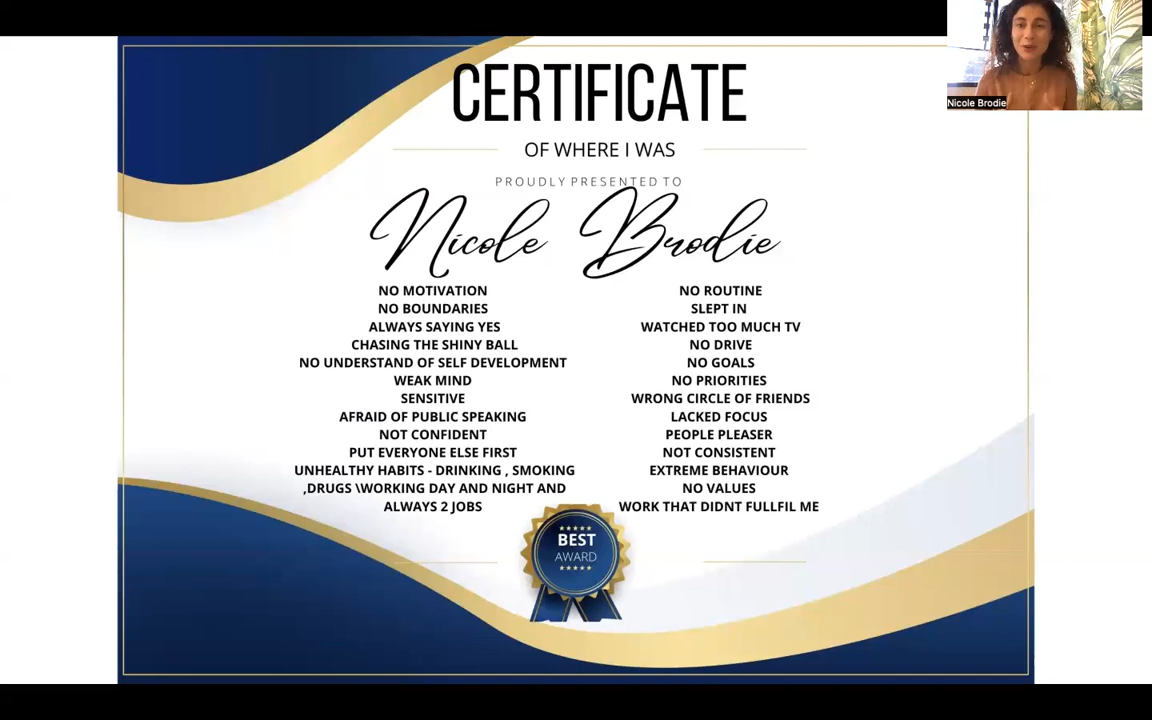 CERTIFICATE
OF WHERE I WAS
PROUDLY PRESENTED TO
Nicole Brodie
NO MOTIVATION
NO BOUNDARIES
ALWAYS SAYING YES
CHASING THE SHINY BALL
NO UNDERSTAND OF SELF DEVELOPMENT
WEAK MIND
SENSITIVE
AFRAID OF PUBLIC SPEAKING
NOT CONFIDENT
PUT EVERYONE ELSE FIRST
UNHEALTHY HABITS - DRINKING , SMOKING
,DRUGS \WORKING DAY AND NIGHT AND
ALWAYS 2 JOBS
NO ROUTINE
SLEPT IN
WATCHED TOO MUCH TV
NO DRIVE
NO GOALS
NO PRIORITIES
WRONG CIRCLE OF FRIENDS
LACKED FOCUS
PEOPLE PLEASER
NOT CONSISTENT
EXTREME BEHAVIOUR
NO VALUES
WORK THAT DIDNT FULLFIL ME
BEST
AWARD
Nicole Brodie